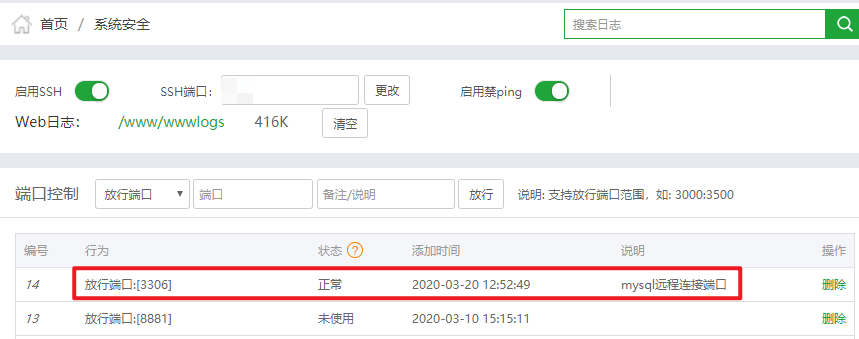 首页 / 系统安全 搜索日志
启用SSH SSH端口: 更改 启用禁ping
Web日志: /www/wwwlogs 416K 清空
端口控制 放行端口 端口 备注/说明 放行 说明: 支持放行端口范围，如: 3000:3500
编号 行为 状态 ? 添加时间 说明 操作
14 放行端口:[3306] 正常 2020-03-20 12:52:49 mysql远程连接端口 删除
13 放行端口:[8881] 未使用 2020-03-10 15:15:11 删除